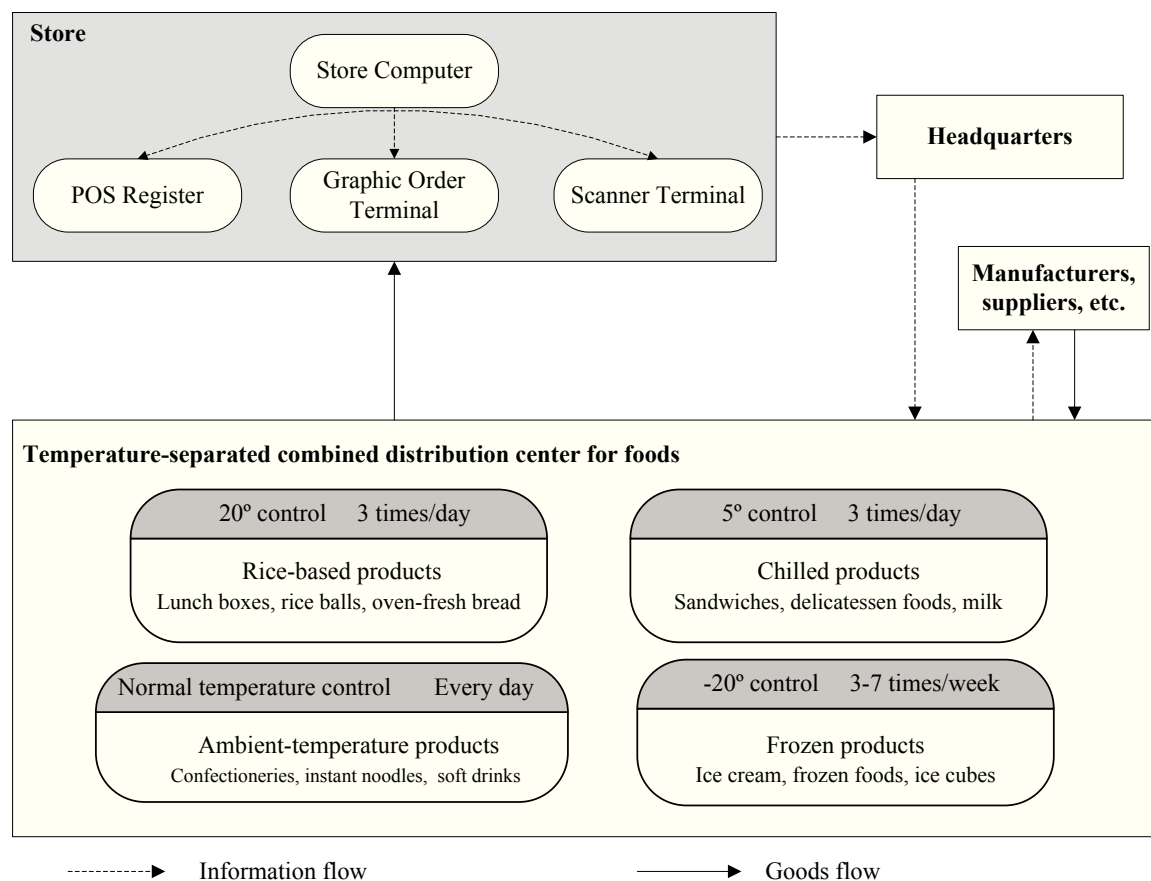 Store
Store Computer
POS Register
Graphic Order
Terminal
Scanner Terminal
Headquarters
Manufacturers,
suppliers, etc.
Temperature-separated combined distribution center for foods
20º control 3 times/day
Rice-based products
Lunch boxes, rice balls, oven-fresh bread
5º control 3 times/day
Chilled products
Sandwiches, delicatessen foods, milk
Normal temperature control Every day
Ambient-temperature products
Confectioneries, instant noodles, soft drinks
-20º control 3-7 times/week
Frozen products
Ice cream, frozen foods, ice cubes
Information flow
Goods flow